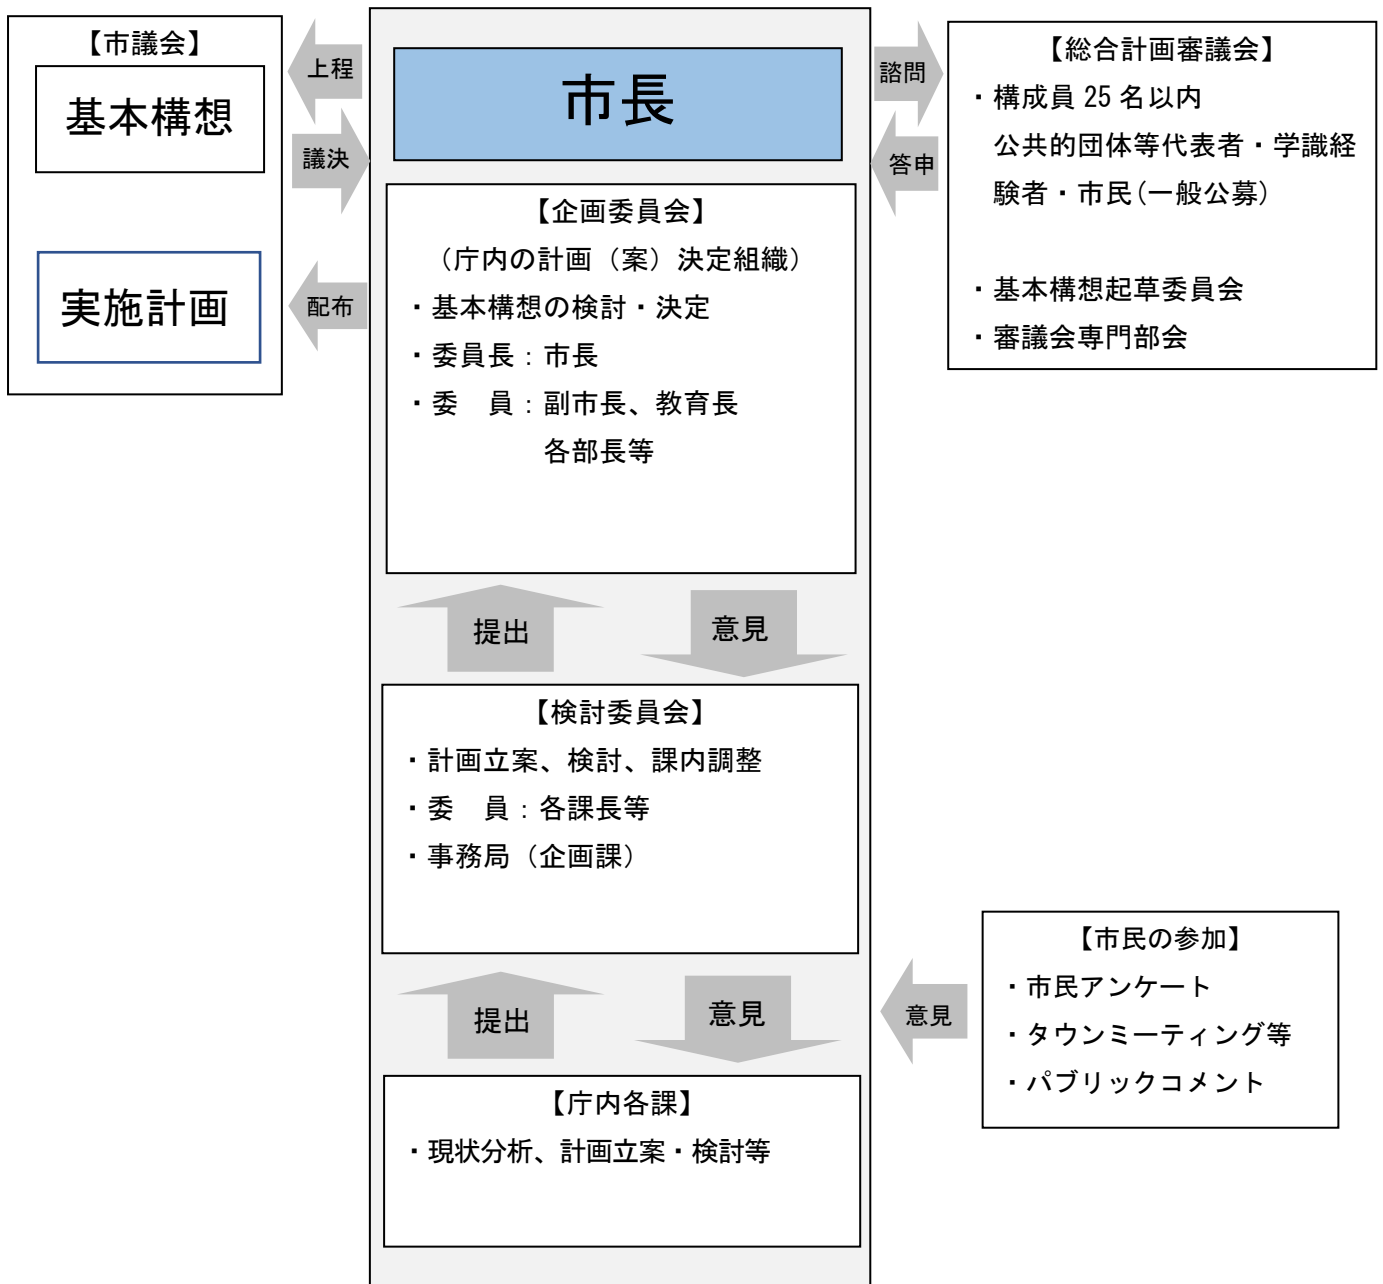 【市議会】
基本構想
実施計画
上程
議決
配布
市長
諮問
答申
【総合計画審議会】
・構成員 25 名以内
公共的団体等代表者・学識経
験者・市民(一般公募)
・基本構想起草委員会
・審議会専門部会
【企画委員会】
（庁内の計画（案）決定組織）
・基本構想の検討・決定
・委員長：市長
・委　員：副市長、教育長
各部長等
提出
意見
【検討委員会】
・計画立案、検討、課内調整
・委　員：各課長等
・事務局（企画課）
提出
意見
意見
【市民の参加】
・市民アンケート
・タウンミーティング等
・パブリックコメント
【庁内各課】
・現状分析、計画立案・検討等